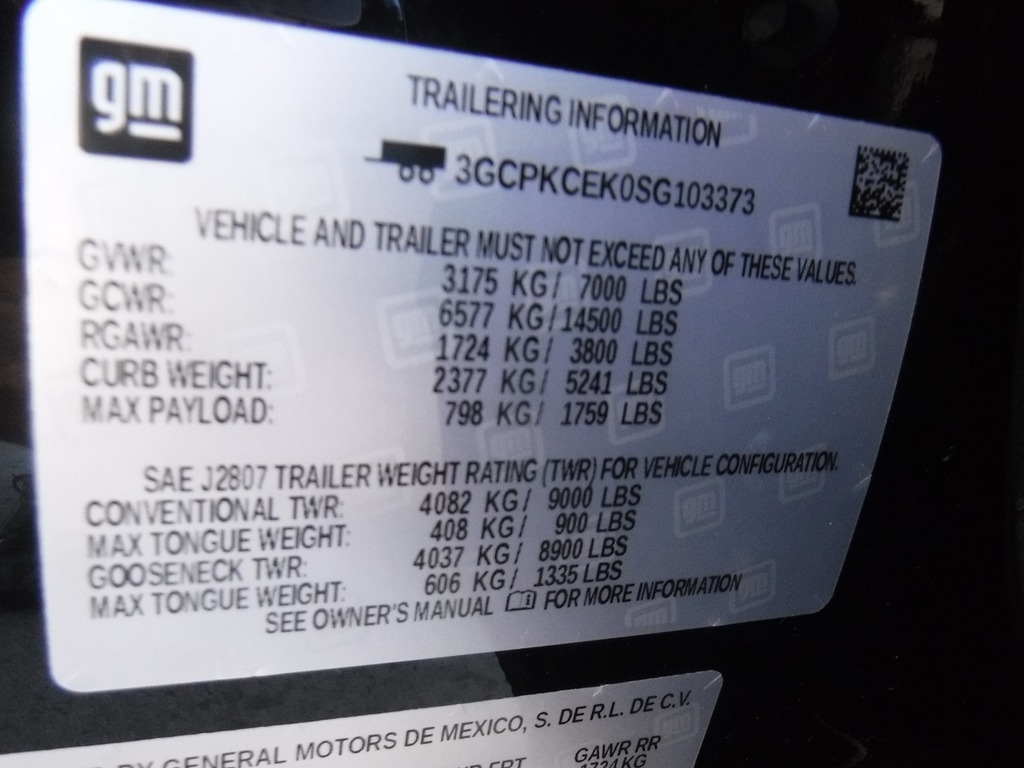 gm
TRAILERING INFORMATION
3GCPKCEK0SG103373
VEHICLE AND TRAILER MUST NOT EXCEED ANY OF THESE VALUES.
GVWR: 3175 KG/ 7000 LBS
GCWR: 6577 KG/14500 LBS
RGAWR: 1724 KG/ 3800 LBS
CURB WEIGHT: 2377 KG/ 5241 LBS
MAX PAYLOAD: 798 KG/ 1759 LBS
SAE J2807 TRAILER WEIGHT RATING (TWR) FOR VEHICLE CONFIGURATION.
CONVENTIONAL TWR: 4082 KG/ 9000 LBS
MAX TONGUE WEIGHT: 408 KG/ 900 LBS
GOOSENECK TWR: 4037 KG/ 8900 LBS
MAX TONGUE WEIGHT: 606 KG/ 1335 LBS
SEE OWNER'S MANUAL FOR MORE INFORMATION
BY GENERAL MOTORS DE MEXICO, S. DE R.L. DE C.V.
FRT GAWR RR
1724 KG